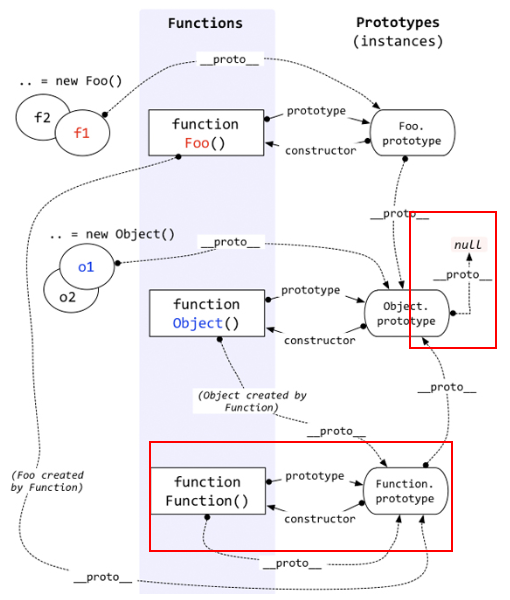 Functions
Prototypes
(instances)
__proto__
.. = new Foo()
f2
f1
function
Foo()
prototype
constructor
Foo.
prototype
__proto__
.. = new Object()
__proto__
null
__proto__
o1
o2
function
Object()
prototype
constructor
Object.
prototype
__proto__
(Object created by
Function)
__proto__
(Foo created
by Function)
function
Function()
prototype
constructor
Function.
prototype
__proto__
__proto__